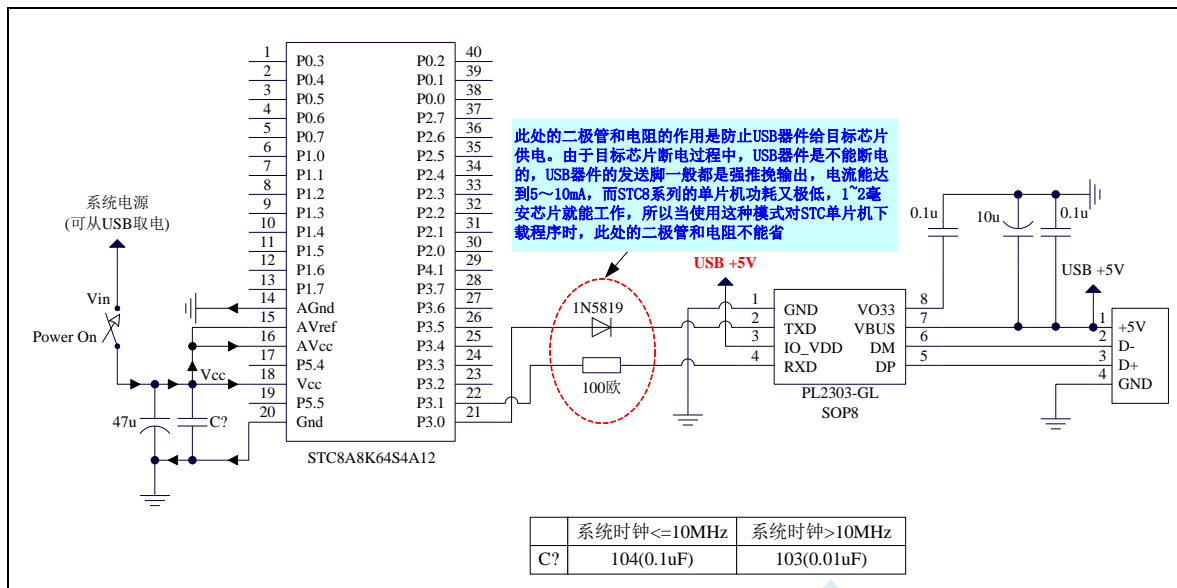 1 P0.3 P0.2 40
2 P0.4 P0.1 39
3 P0.5 P0.0 38
4 P0.6 P2.7 37
5 P0.7 P2.6 36
6 P1.0 P2.5 35
7 P1.1 P2.4 34
8 P1.2 P2.3 33
9 P1.3 P2.2 32
10 P1.4 P2.1 31
11 P1.5 P2.0 30
12 P1.6 P4.1 29
13 P1.7 P3.7 28
14 AGnd P3.6 27
15 AVref P3.5 26
16 AVcc P3.4 25
17 P5.4 P3.3 24
18 Vcc P3.2 23
19 P5.5 P3.1 22
20 Gnd P3.0 21
STC8A8K64S4A12
系统电源
(可从USB取电)
Vin
Power On
Vcc
47u
C?
此处的二极管和电阻的作用是防止USB器件给目标芯片
供电。由于目标芯片断电过程中，USB器件是不能断电
的，USB器件的发送脚一般都是强推挽输出，电流能达
到5～10mA，而STC8系列的单片机功耗又极低，1~2毫
安芯片就能工作，所以当使用这种模式对STC单片机下
载程序时，此处的二极管和电阻不能省
1N5819
100欧
USB +5V
1 GND VO33 8
2 TXD VBUS 7
3 IO_VDD DM 6
4 RXD DP 5
PL2303-GL
SOP8
0.1u
10u
0.1u
USB +5V
1 +5V
2 D-
3 D+
4 GND
系统时钟<=10MHz 系统时钟>10MHz
C? 104(0.1uF) 103(0.01uF)